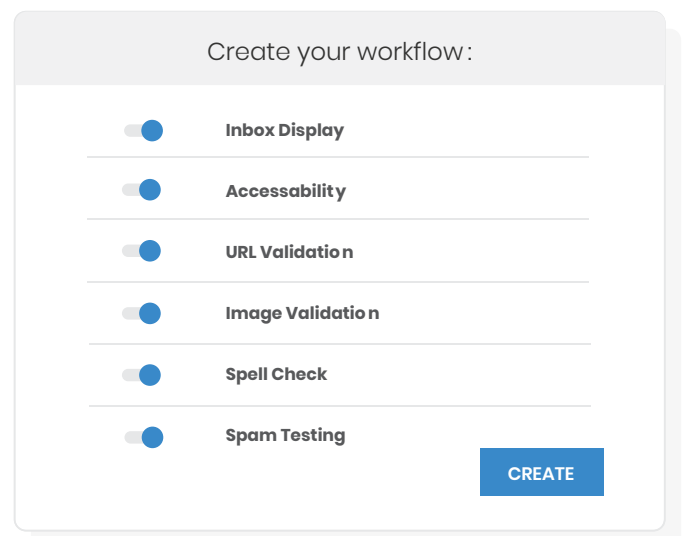 Create your workflow:
Inbox Display
Accessability
URL Validation
Image Validation
Spell Check
Spam Testing
CREATE